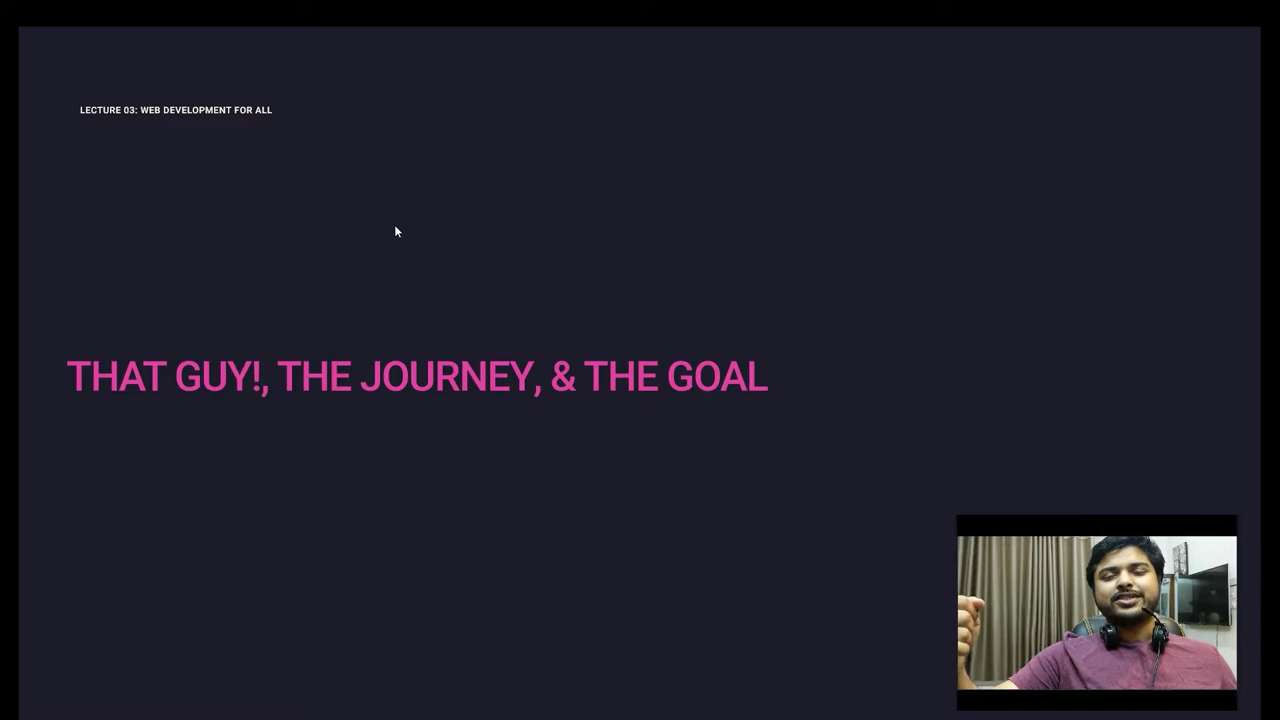 LECTURE 03: WEB DEVELOPMENT FOR ALL
THAT GUY!, THE JOURNEY, & THE GOAL